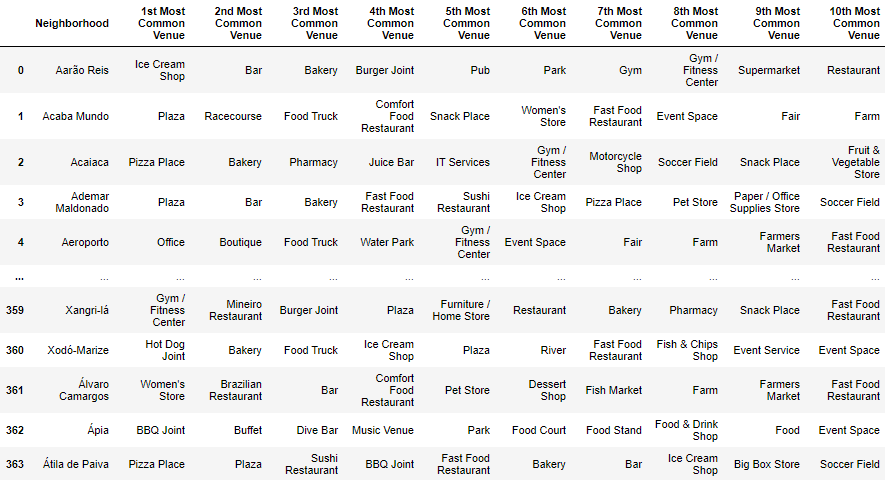 Neighborhood 1st Most Common Venue 2nd Most Common Venue 3rd Most Common Venue 4th Most Common Venue 5th Most Common Venue 6th Most Common Venue 7th Most Common Venue 8th Most Common Venue 9th Most Common Venue 10th Most Common Venue
0 Aarão Reis Ice Cream Shop Bar Bakery Burger Joint Pub Park Gym Gym / Fitness Center Supermarket Restaurant
1 Acaba Mundo Plaza Racecourse Food Truck Comfort Food Restaurant Snack Place Women's Store Fast Food Restaurant Event Space Fair Farm
2 Acaiaca Pizza Place Bakery Pharmacy Juice Bar IT Services Gym / Fitness Center Motorcycle Shop Soccer Field Snack Place Fruit & Vegetable Store
3 Ademar Maldonado Plaza Bar Bakery Fast Food Restaurant Sushi Restaurant Ice Cream Shop Pizza Place Pet Store Paper / Office Supplies Store Soccer Field
4 Aeroporto Office Boutique Food Truck Water Park Gym / Fitness Center Event Space Fair Farm Farmers Market Fast Food Restaurant
... ... ... ... ... ... ... ... ... ... ... ...
359 Xangri-lá Gym / Fitness Center Mineiro Restaurant Burger Joint Plaza Furniture / Home Store Restaurant Bakery Pharmacy Snack Place Fast Food Restaurant
360 Xodó-Marize Hot Dog Joint Bakery Food Truck Ice Cream Shop Plaza River Fast Food Restaurant Fish & Chips Shop Event Service Event Space
361 Álvaro Camargos Women's Store Brazilian Restaurant Bar Comfort Food Restaurant Pet Store Dessert Shop Fish Market Farm Farmers Market Fast Food Restaurant
362 Ápia BBQ Joint Buffet Dive Bar Music Venue Park Food Court Food Stand Food & Drink Shop Food Event Space
363 Átila de Paiva Pizza Place Plaza Sushi Restaurant BBQ Joint Fast Food Restaurant Bakery Bar Ice Cream Shop Big Box Store Soccer Field